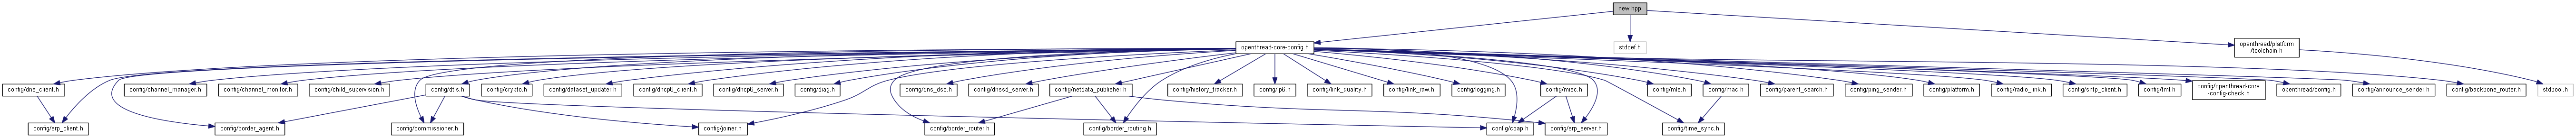 new.hpp
openthread-core-config.h
stddef.h
openthread/platform
/toolchain.h
config/dns_client.h
config/channel_manager.h
config/channel_monitor.h
config/child_supervision.h
config/dtls.h
config/crypto.h
config/dataset_updater.h
config/dhcp6_client.h
config/dhcp6_server.h
config/diag.h
config/dns_dso.h
config/dnssd_server.h
config/netdata_publisher.h
config/history_tracker.h
config/ip6.h
config/link_quality.h
config/link_raw.h
config/logging.h
config/misc.h
config/mle.h
config/mac.h
config/parent_search.h
config/ping_sender.h
config/platform.h
config/radio_link.h
config/sntp_client.h
config/tmf.h
config/openthread-core
-config-check.h
openthread/config.h
config/announce_sender.h
config/backbone_router.h
stdbool.h
config/srp_client.h
config/border_agent.h
config/commissioner.h
config/joiner.h
config/border_router.h
config/border_routing.h
config/coap.h
config/srp_server.h
config/time_sync.h